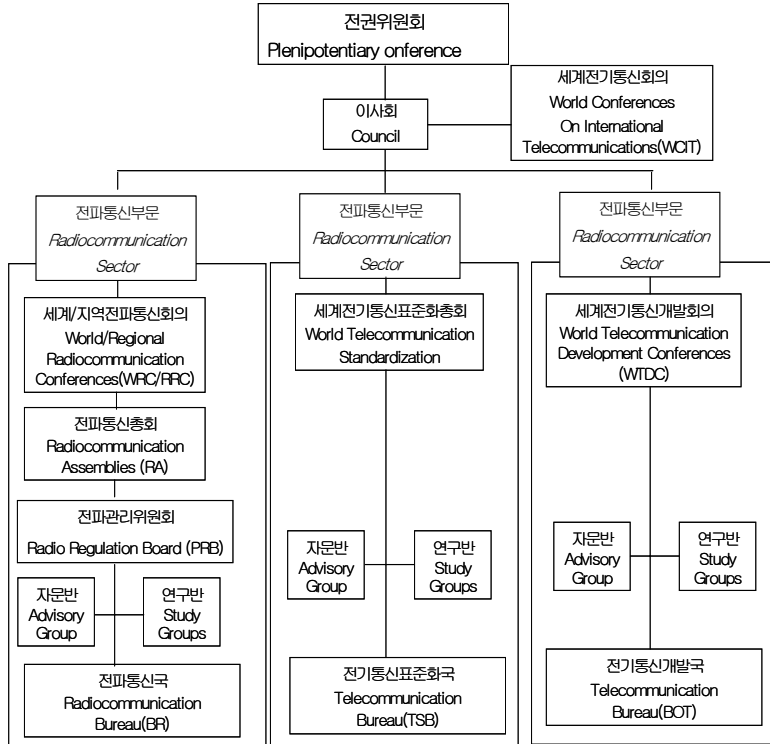 전권위원회
Plenipotentiary onference
세계전기통신회의
World Conferences
On International
Telecommunications(WCIT)
이사회
Council
전파통신부문
Radiocommunication
Sector
세계/지역전파통신회의
World/Regional
Radiocommunication
Conferences(WRC/RRC)
전파통신총회
Radiocommunication
Assemblies (RA)
전파관리위원회
Radio Regulation Board (PRB)
자문반
Advisory
Group
연구반
Study
Groups
전파통신국
Radiocommunication
Bureau(BR)
전파통신부문
Radiocommunication
Sector
세계전기통신표준화총회
World Telecommunication
Standardization
자문반
Advisory
Group
연구반
Study
Groups
전기통신표준화국
Telecommunication
Bureau(TSB)
전파통신부문
Radiocommunication
Sector
세계전기통신개발회의
World Telecommunication
Development Conferences
(WTDC)
자문반
Advisory
Group
연구반
Study
Groups
전기통신개발국
Telecommunication
Bureau(BOT)